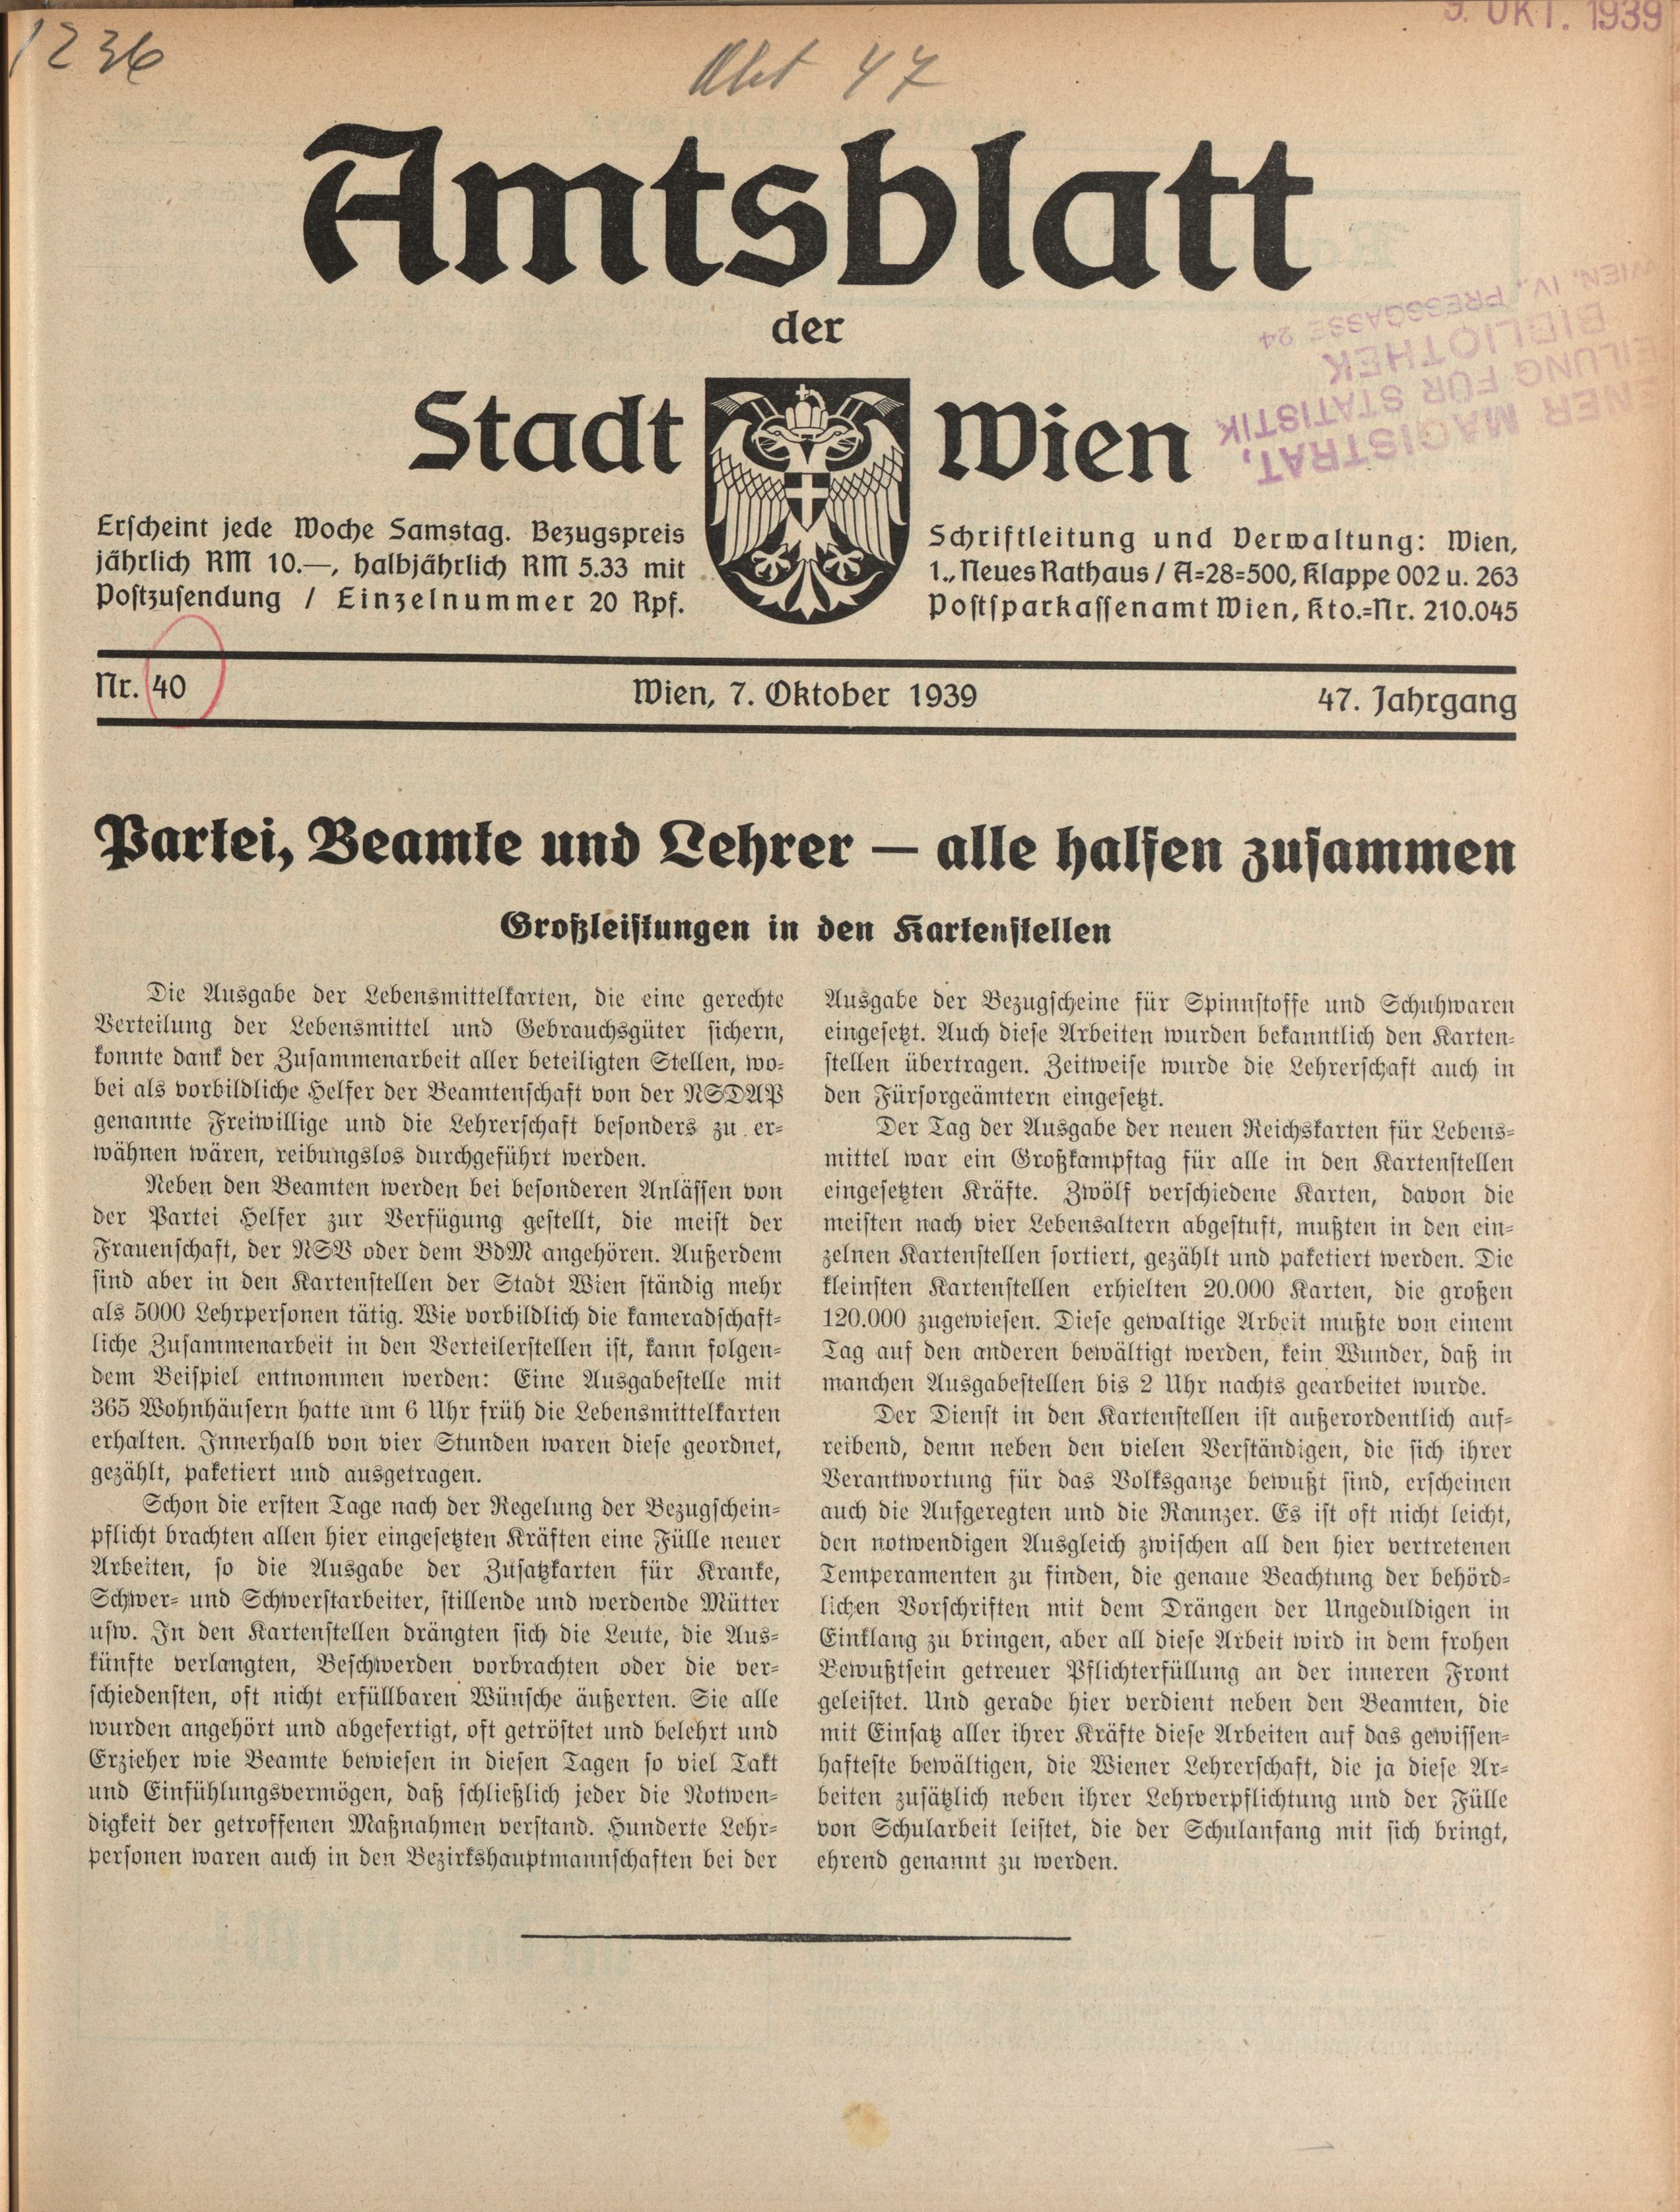 9. OKT. 1939
1236
47
Amtsblatt
der
Stadt Wien
WIEN, IV., PRESSGASSE 24
BIBLIOTHEK
FÜR STATISTIK
MAGISTRAT,
Erscheint jede Woche Samstag. Bezugspreis
jährlich RM 10.—, halbjährlich RM 5.33 mit
Postzusendung / Einzelnummer 20 Rpf.
Schriftleitung und Verwaltung: Wien,
1., Neues Rathaus / A=28=500, Klappe 002 u. 263
Postsparkassenamt Wien, Kto.=Nr. 210.045
Nr. 40 Wien, 7. Oktober 1939 47. Jahrgang
Partei, Beamte und Lehrer — alle halfen zusammen
Großleistungen in den Kartenstellen
Die Ausgabe der Lebensmittelkarten, die eine gerechte
Verteilung der Lebensmittel und Gebrauchsgüter sichern,
konnte dank der Zusammenarbeit aller beteiligten Stellen, wo=
bei als vorbildliche Helfer der Beamtenschaft von der NSDAP
genannte Freiwillige und die Lehrerschaft besonders zu er=
wähnen wären, reibungslos durchgeführt werden.
Neben den Beamten werden bei besonderen Anlässen von
der Partei Helfer zur Verfügung gestellt, die meist der
Frauenschaft, der NSV oder dem BdM angehören. Außerdem
sind aber in den Kartenstellen der Stadt Wien ständig mehr
als 5000 Lehrpersonen tätig. Wie vorbildlich die kameradschaft=
liche Zusammenarbeit in den Verteilerstellen ist, kann folgen=
dem Beispiel entnommen werden: Eine Ausgabestelle mit
365 Wohnhäusern hatte um 6 Uhr früh die Lebensmittelkarten
erhalten. Innerhalb von vier Stunden waren diese geordnet,
gezählt, paketiert und ausgetragen.
Schon die ersten Tage nach der Regelung der Bezugschein=
pflicht brachten allen hier eingesetzten Kräften eine Fülle neuer
Arbeiten, so die Ausgabe der Zusatzkarten für Kranke,
Schwer= und Schwerstarbeiter, stillende und werdende Mütter
usw. In den Kartenstellen drängten sich die Leute, die Aus=
künfte verlangten, Beschwerden vorbrachten oder die ver=
schiedensten, oft nicht erfüllbaren Wünsche äußerten. Sie alle
wurden angehört und abgefertigt, oft getröstet und belehrt und
Erzieher wie Beamte bewiesen in diesen Tagen so viel Takt
und Einfühlungsvermögen, daß schließlich jeder die Notwen=
digkeit der getroffenen Maßnahmen verstand. Hunderte Lehr=
personen waren auch in den Bezirkshauptmannschaften bei der
Ausgabe der Bezugscheine für Spinnstoffe und Schuhwaren
eingesetzt. Auch diese Arbeiten wurden bekanntlich den Karten=
stellen übertragen. Zeitweise wurde die Lehrerschaft auch in
den Fürsorgeämtern eingesetzt.
Der Tag der Ausgabe der neuen Reichskarten für Lebens=
mittel war ein Großkampftag für alle in den Kartenstellen
eingesetzten Kräfte. Zwölf verschiedene Karten, davon die
meisten nach vier Lebensaltern abgestuft, mußten in den ein=
zelnen Kartenstellen sortiert, gezählt und paketiert werden. Die
kleinsten Kartenstellen erhielten 20.000 Karten, die großen
120.000 zugewiesen. Diese gewaltige Arbeit mußte von einem
Tag auf den anderen bewältigt werden, kein Wunder, daß in
manchen Ausgabestellen bis 2 Uhr nachts gearbeitet wurde.
Der Dienst in den Kartenstellen ist außerordentlich auf=
reibend, denn neben den vielen Verständigen, die sich ihrer
Verantwortung für das Volksganze bewußt sind, erscheinen
auch die Aufgeregten und die Raunzer. Es ist oft nicht leicht,
den notwendigen Ausgleich zwischen all den hier vertretenen
Temperamenten zu finden, die genaue Beachtung der behörd=
lichen Vorschriften mit dem Drängen der Ungeduldigen in
Einklang zu bringen, aber all diese Arbeit wird in dem frohen
Bewußtsein getreuer Pflichterfüllung an der inneren Front
geleistet. Und gerade hier verdient neben den Beamten, die
mit Einsatz aller ihrer Kräfte diese Arbeiten auf das gewissen=
hafteste bewältigen, die Wiener Lehrerschaft, die ja diese Ar=
beiten zusätzlich neben ihrer Lehrverpflichtung und der Fülle
von Schularbeit leistet, die der Schulanfang mit sich bringt,
ehrend genannt zu werden.